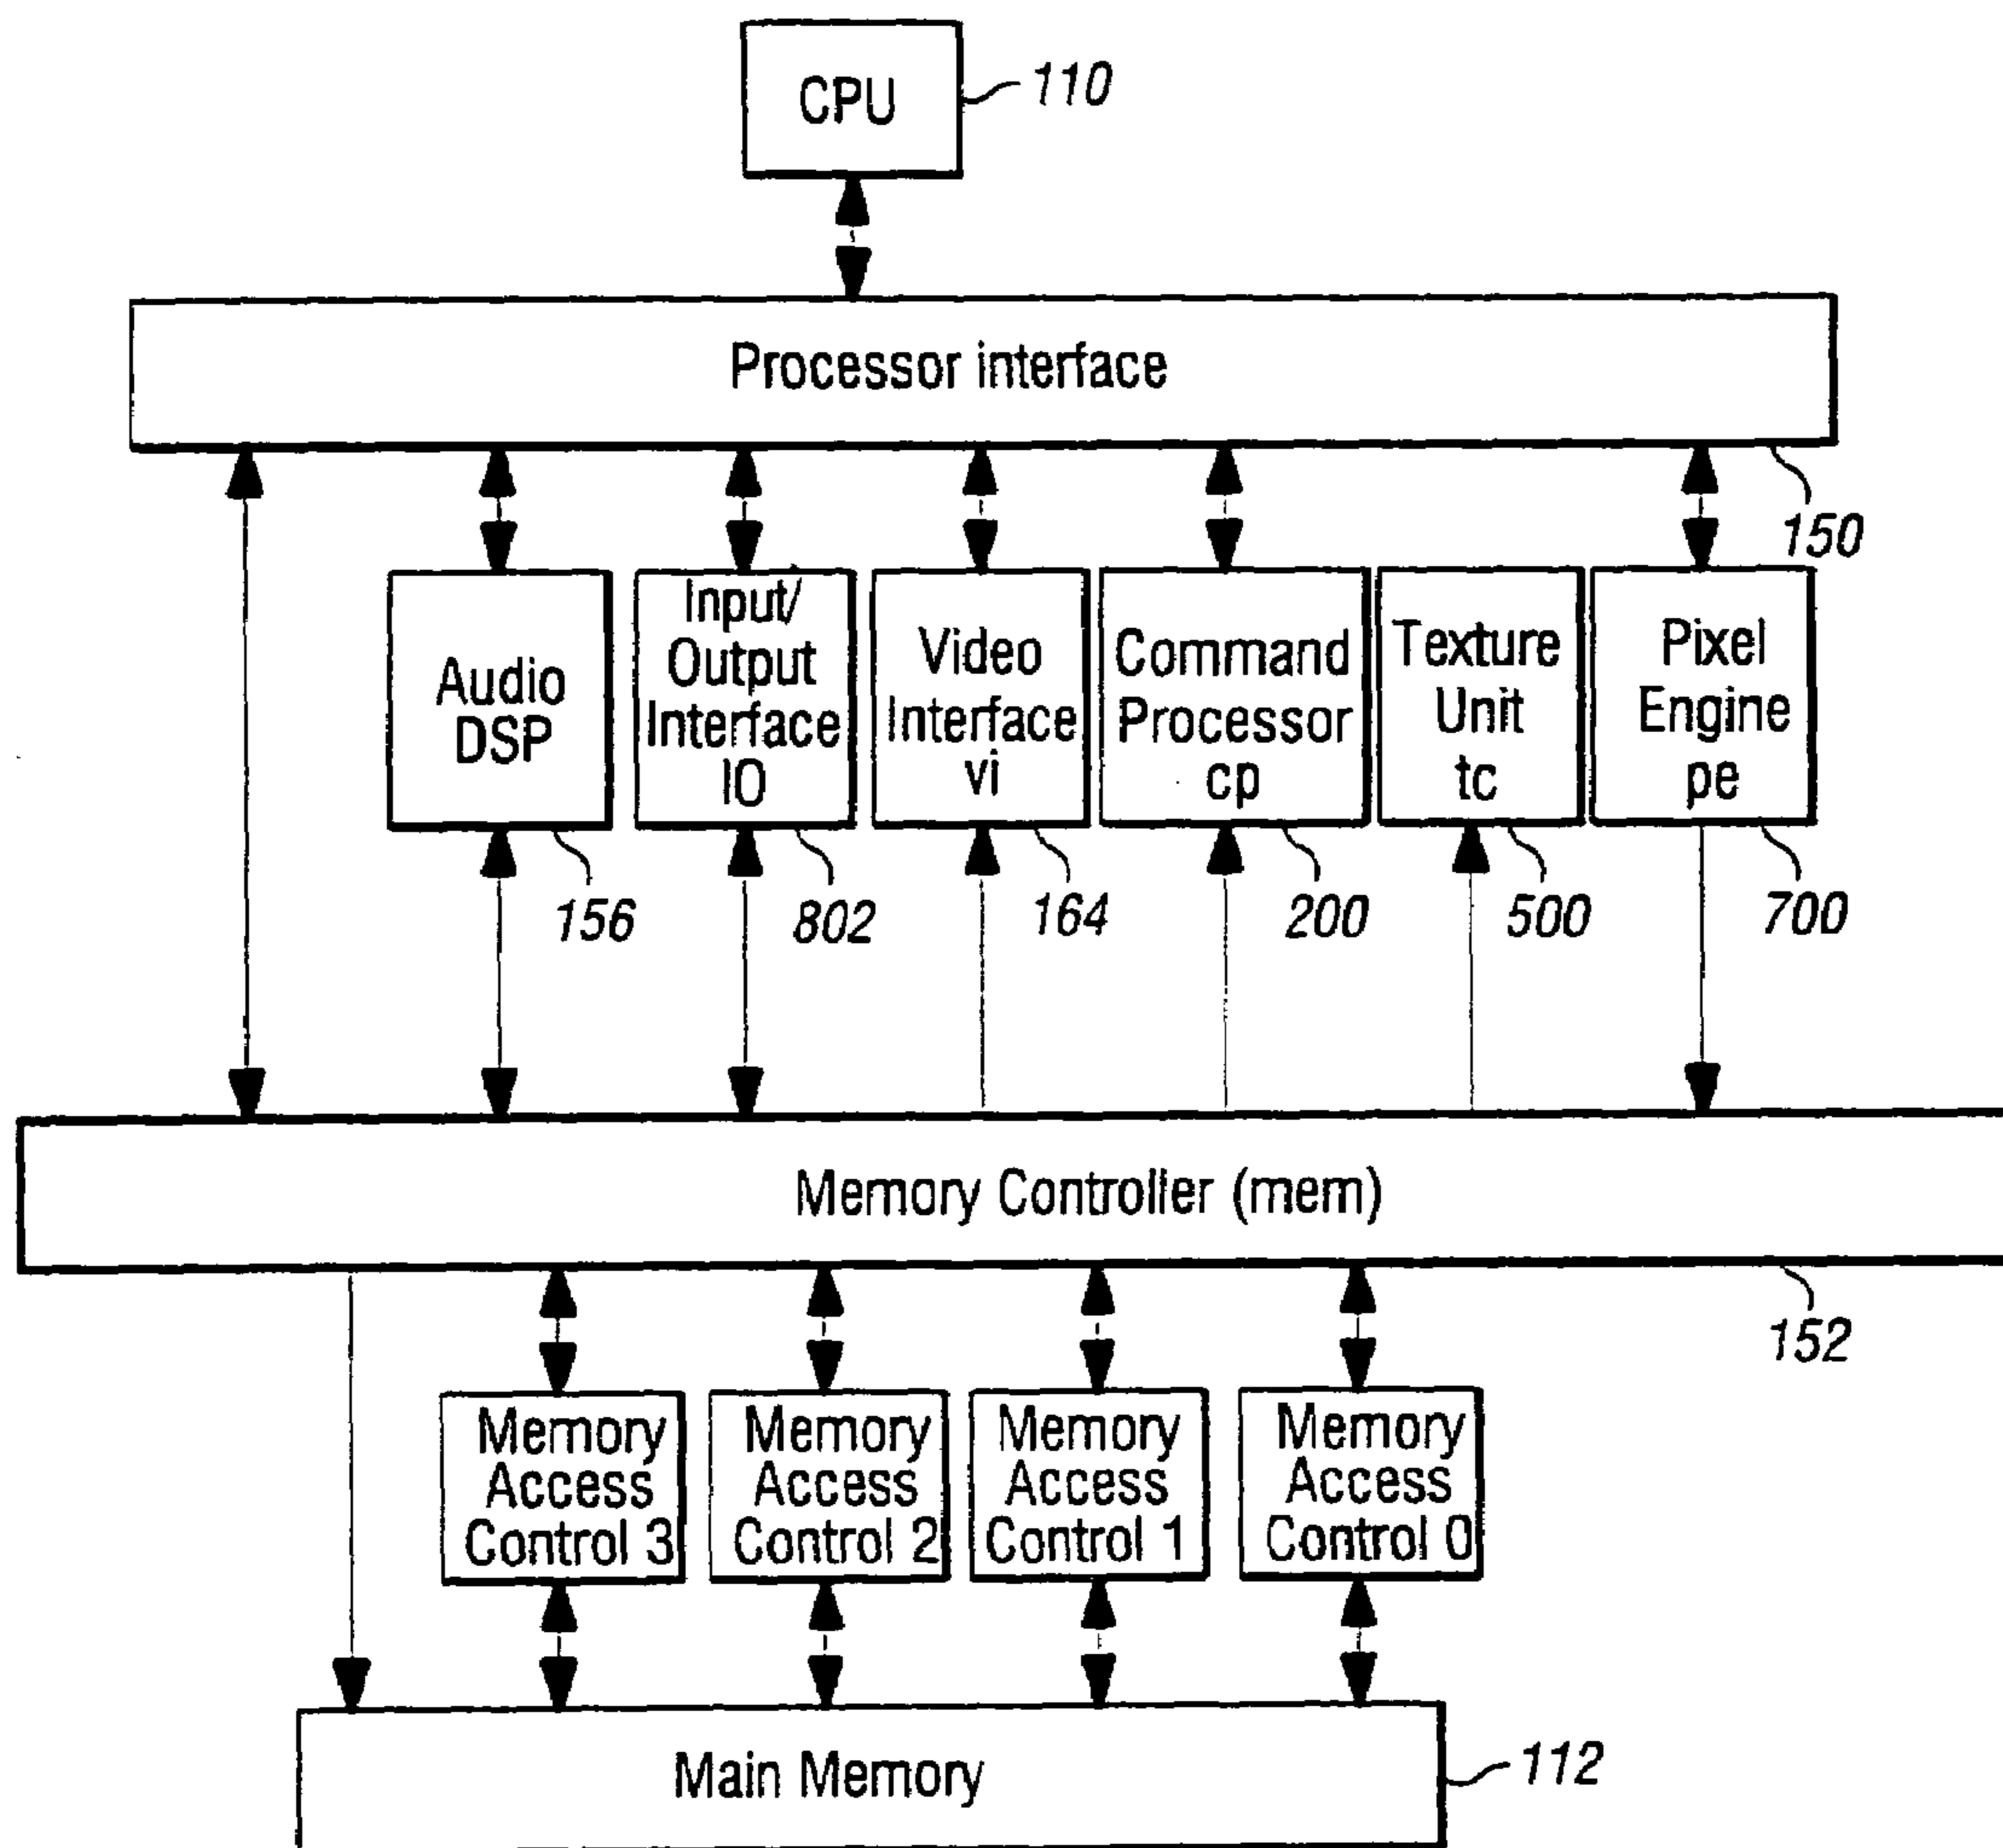 CPU
110
Processor interface
150
Audio
DSP
156
Input/
Output
Interface
IO
802
Video
Interface
vi
164
Command
Processor
cp
200
Texture
Unit
tc
500
Pixel
Engine
pe
700
Memory Controller (mem)
152
Memory
Access
Control 3
Memory
Access
Control 2
Memory
Access
Control 1
Memory
Access
Control 0
Main Memory
112